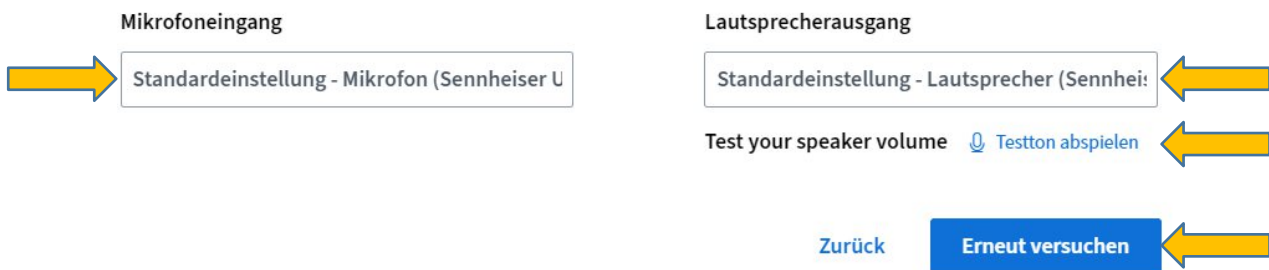 Mikrofoneingang
Lautsprecherausgang
Standardeinstellung - Mikrofon (Sennheiser U
Standardeinstellung - Lautsprecher (Sennheis
Test your speaker volume Testton abspielen
Zurück Erneut versuchen